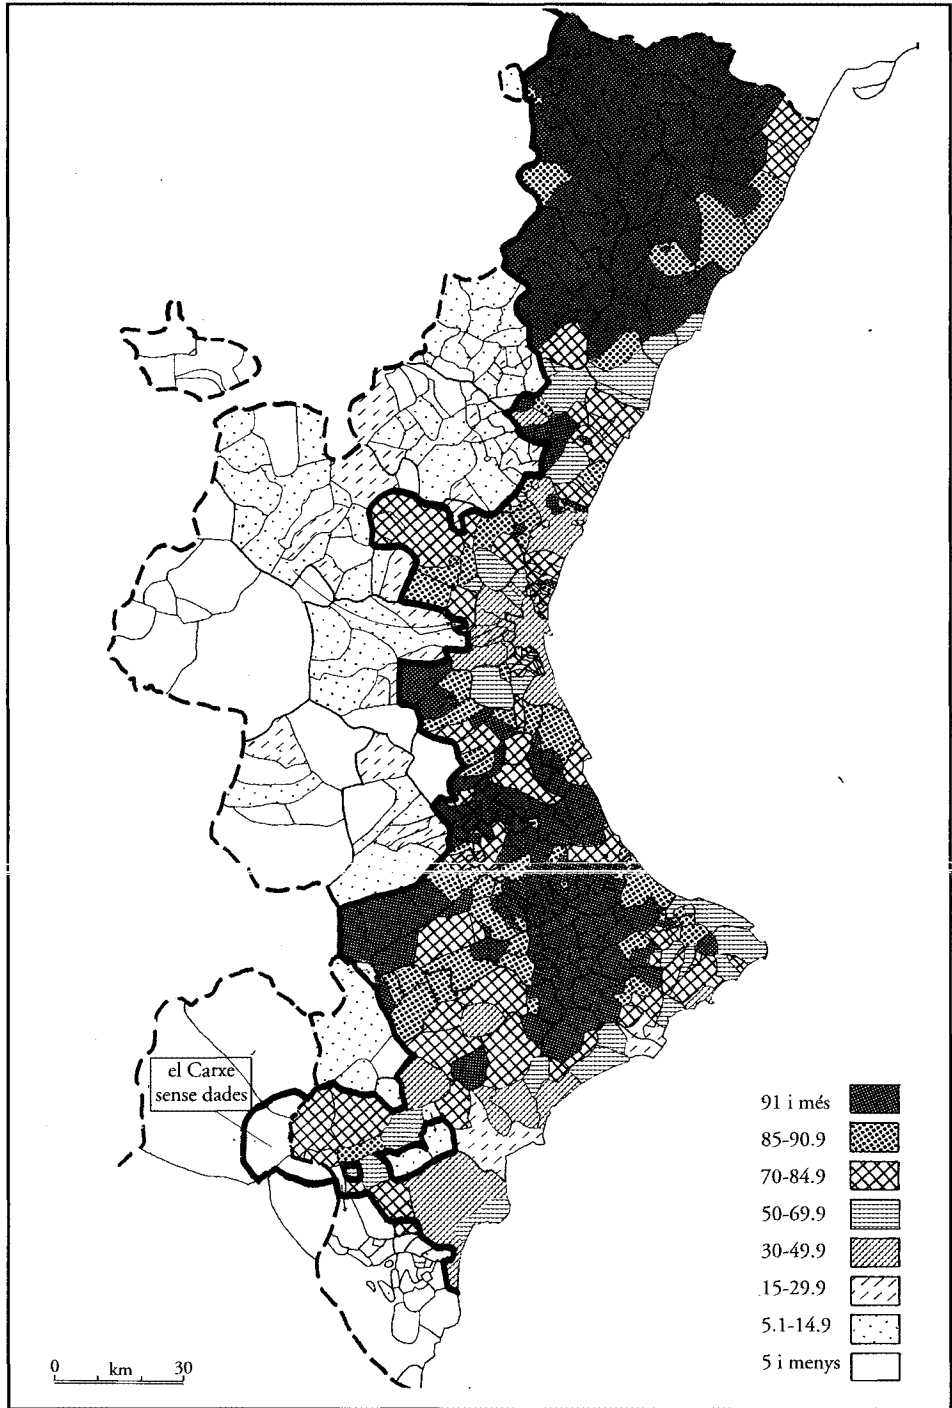 el Carxe
sense dades
91 i més
85-90.9
70-84.9
50-69.9
30-49.9
15-29.9
5.1-14.9
5 i menys
0 km 30